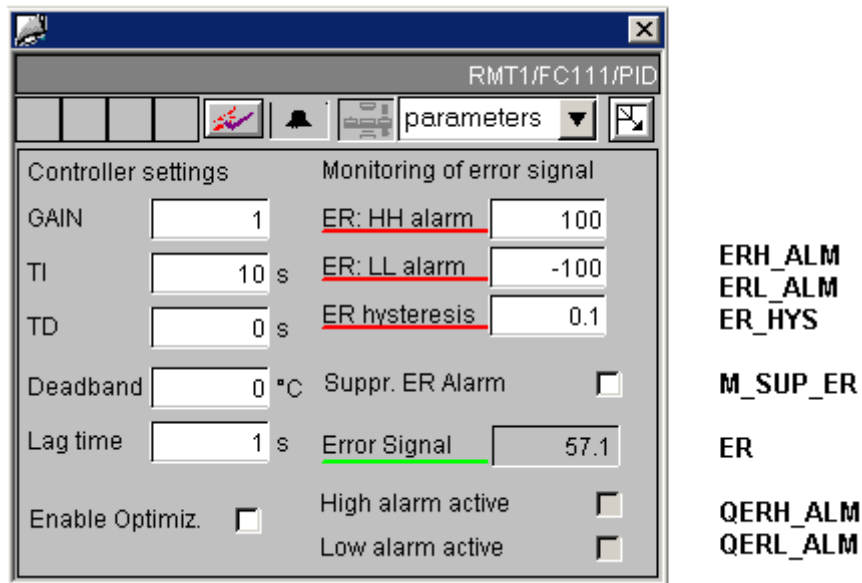 RMT1/FC111/PID
parameters
Controller settings
GAIN 1
TI 10 s
TD 0 s
Deadband 0 °C
Lag time 1 s
Enable Optimiz.
Monitoring of error signal
ER: HH alarm 100
ER: LL alarm -100
ER hysteresis 0.1
Suppr. ER Alarm
Error Signal 57.1
High alarm active
Low alarm active
ERH_ALM
ERL_ALM
ER_HYS
M_SUP_ER
ER
QERH_ALM
QERL_ALM